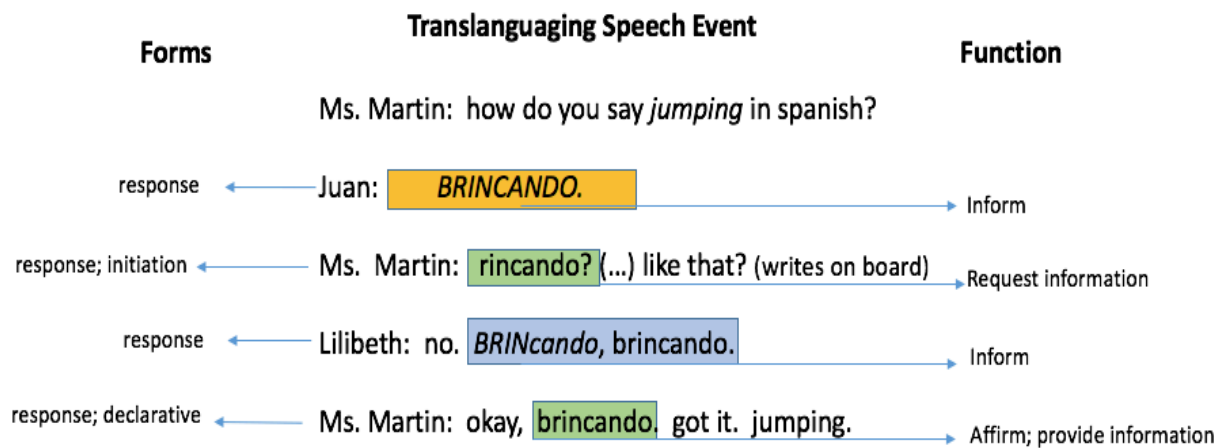 Translanguaging Speech Event
Forms
Function
Ms. Martin: how do you say jumping in spanish?
response
Juan: BRINCANDO.
Inform
response; initiation
Ms. Martin: rincando? (...) like that? (writes on board)
Request information
response
Lilibeth: no. BRINcando, brincando.
Inform
response; declarative
Ms. Martin: okay, brincando. got it. jumping.
Affirm; provide information